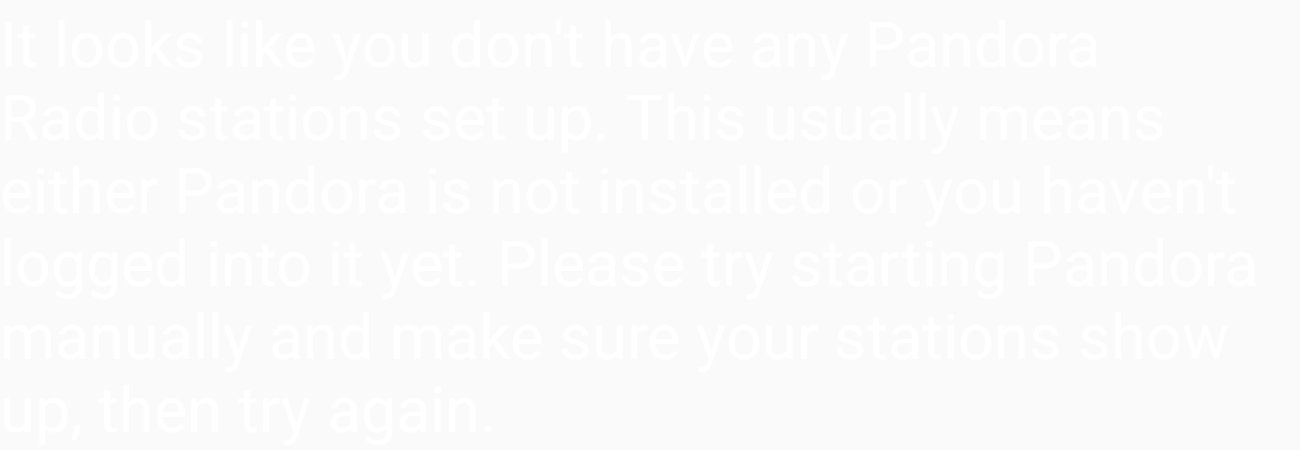 It looks like you don't have any Pandora
Radio stations set up. This usually means
either Pandora is not installed or you haven't
logged into it yet. Please try starting Pandora
manually and make sure your stations show
up, then try again.